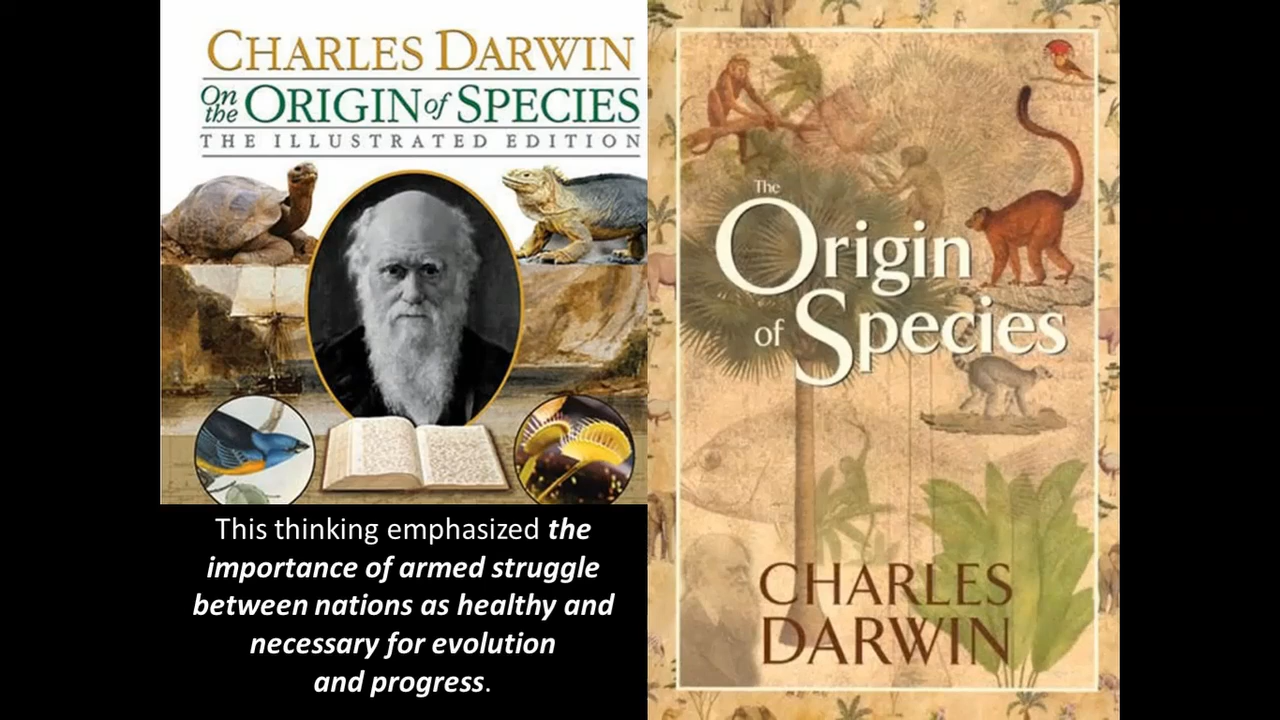 CHARLES DARWIN
On the ORIGIN of SPECIES
THE ILLUSTRATED EDITION
This thinking emphasized the
importance of armed struggle
between nations as healthy and
necessary for evolution
and progress.
The
Origin
of Species
CHARLES
DARWIN